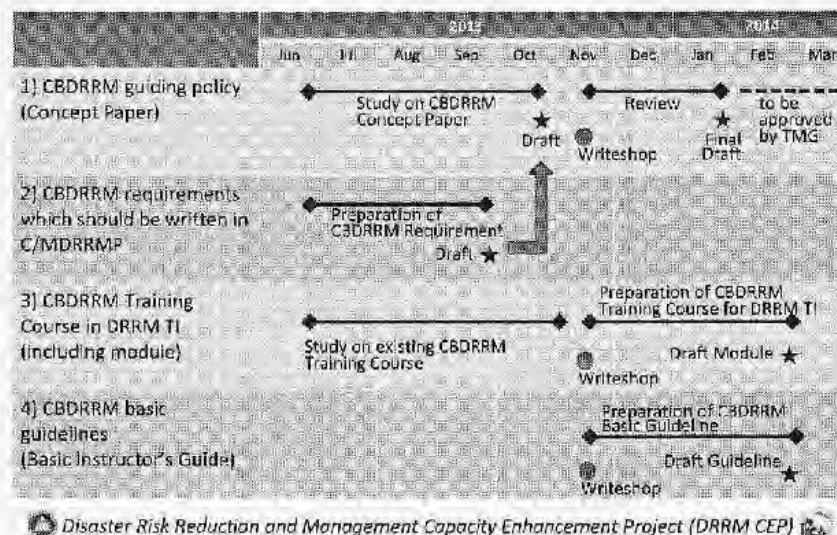 2013
2014
Jun Jul Aug Sep Oct Nov Dec Jan Feb Mar
1) CBDRRM guiding policy
(Concept Paper)
Study on CBDRRM
Concept Paper
Draft
Writeshop
Review
Final
Draft
to be
approved
by TMG
2) CBDRRM requirements
which should be written in
C/MDRRMP
Preparation of
CBDRRM Requirement
Draft
3) CBDRRM Training
Course in DRRM TI
(including module)
Study on existing CBDRRM
Training Course
Preparation of CBDRRM
Training Course for DRRM TI
Draft Module
Writeshop
4) CBDRRM basic
guidelines
(Basic Instructor's Guide)
Preparation of CBDRRM
Basic Guideline
Draft Guideline
Writeshop
Disaster Risk Reduction and Management Capacity Enhancement Project (DRRM CEP)